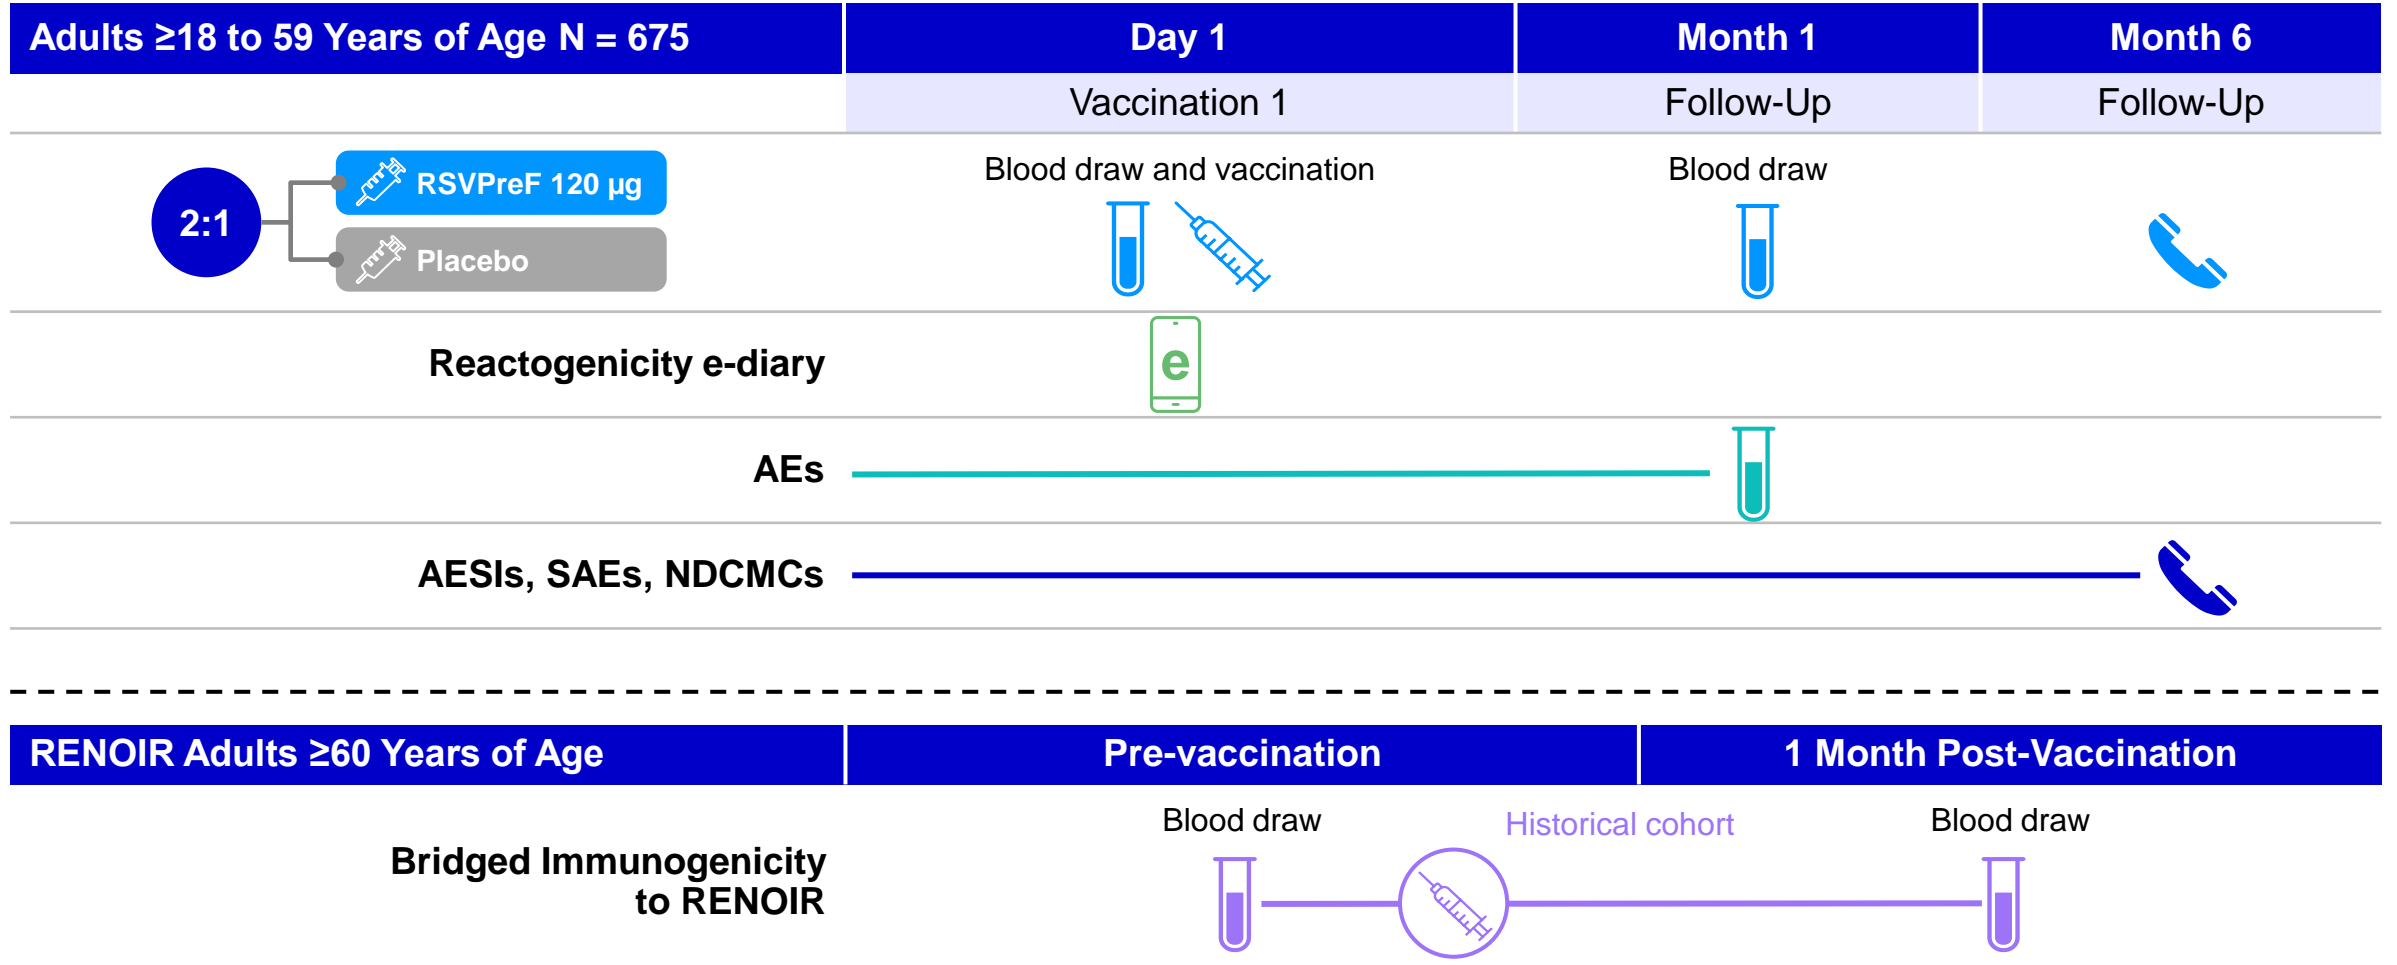 Adults ≥18 to 59 Years of Age N = 675
Day 1
Month 1
Month 6
Vaccination 1
Follow-Up
Follow-Up
2:1
RSVPreF 120 µg
Placebo
Blood draw and vaccination
Blood draw
Reactogenicity e-diary
e
AEs
AESIs, SAEs, NDCMCs
RENOIR Adults ≥60 Years of Age
Pre-vaccination
1 Month Post-Vaccination
Bridged Immunogenicity
to RENOIR
Blood draw
Historical cohort
Blood draw